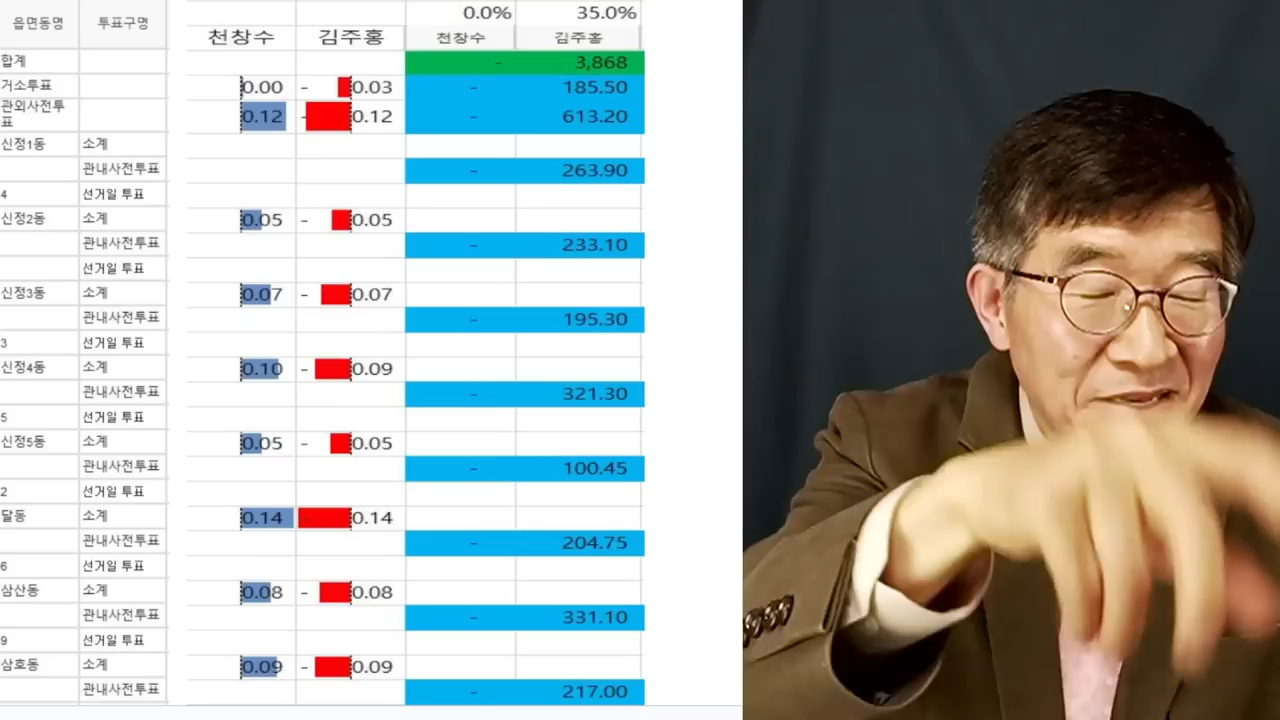 0.0% 35.0%
읍면동명 투표구명 천창수 김주홍 천창수 김주홍
합계 - 3,868
거소투표 0.00 - 0.03 - 185.50
관외사전투
표 0.12 - 0.12 - 613.20
신정1동 소계
관내사전투표 - 263.90
4 선거일 투표
신정2동 소계 0.05 - 0.05
관내사전투표 - 233.10
선거일 투표
신정3동 소계 0.07 - 0.07
관내사전투표 - 195.30
3 선거일 투표
신정4동 소계 0.10 - 0.09
관내사전투표 - 321.30
5 선거일 투표
신정5동 소계 0.05 - 0.05
관내사전투표 - 100.45
2 선거일 투표
달동 소계 0.14 - 0.14
관내사전투표 - 204.75
6 선거일 투표
삼산동 소계 0.08 - 0.08
관내사전투표 - 331.10
9 선거일 투표
삼호동 소계 0.09 - 0.09
관내사전투표 - 217.00